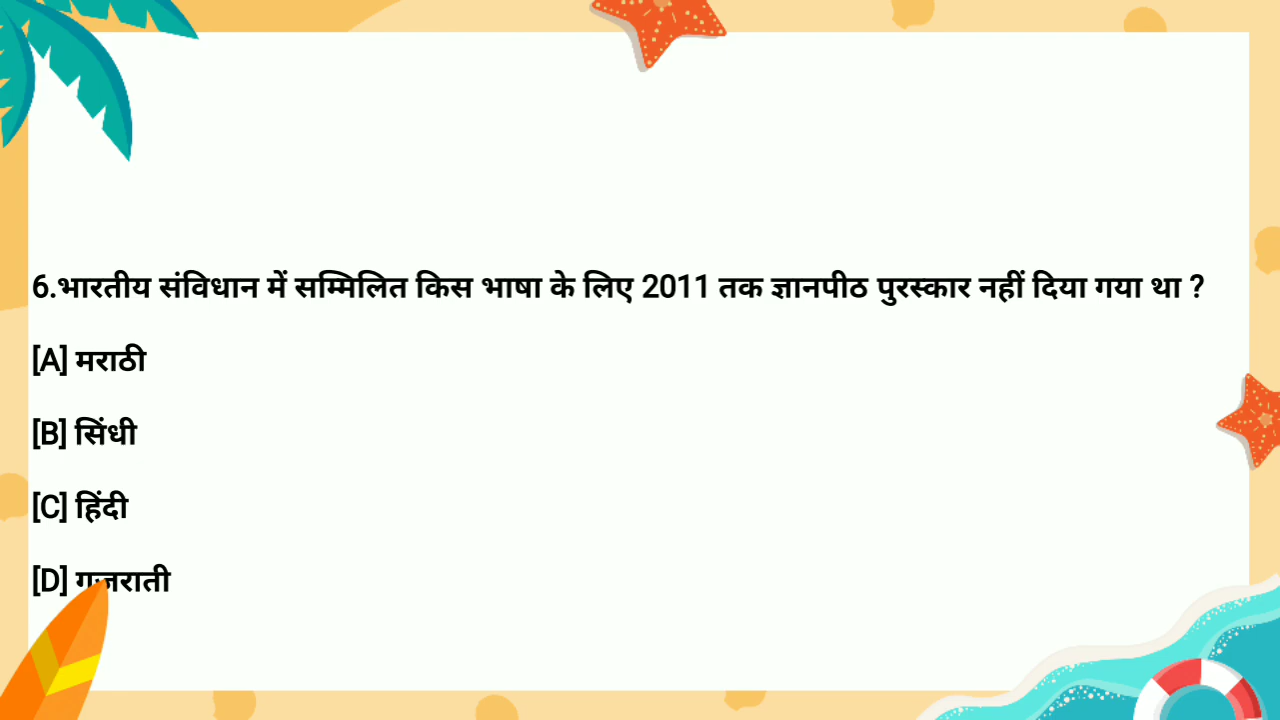 6.भारतीय संविधान में सम्मिलित किस भाषा के लिए 2011 तक ज्ञानपीठ पुरस्कार नहीं दिया गया था ?
[A] मराठी
[B] सिंधी
[C] हिंदी
[D] गुजराती